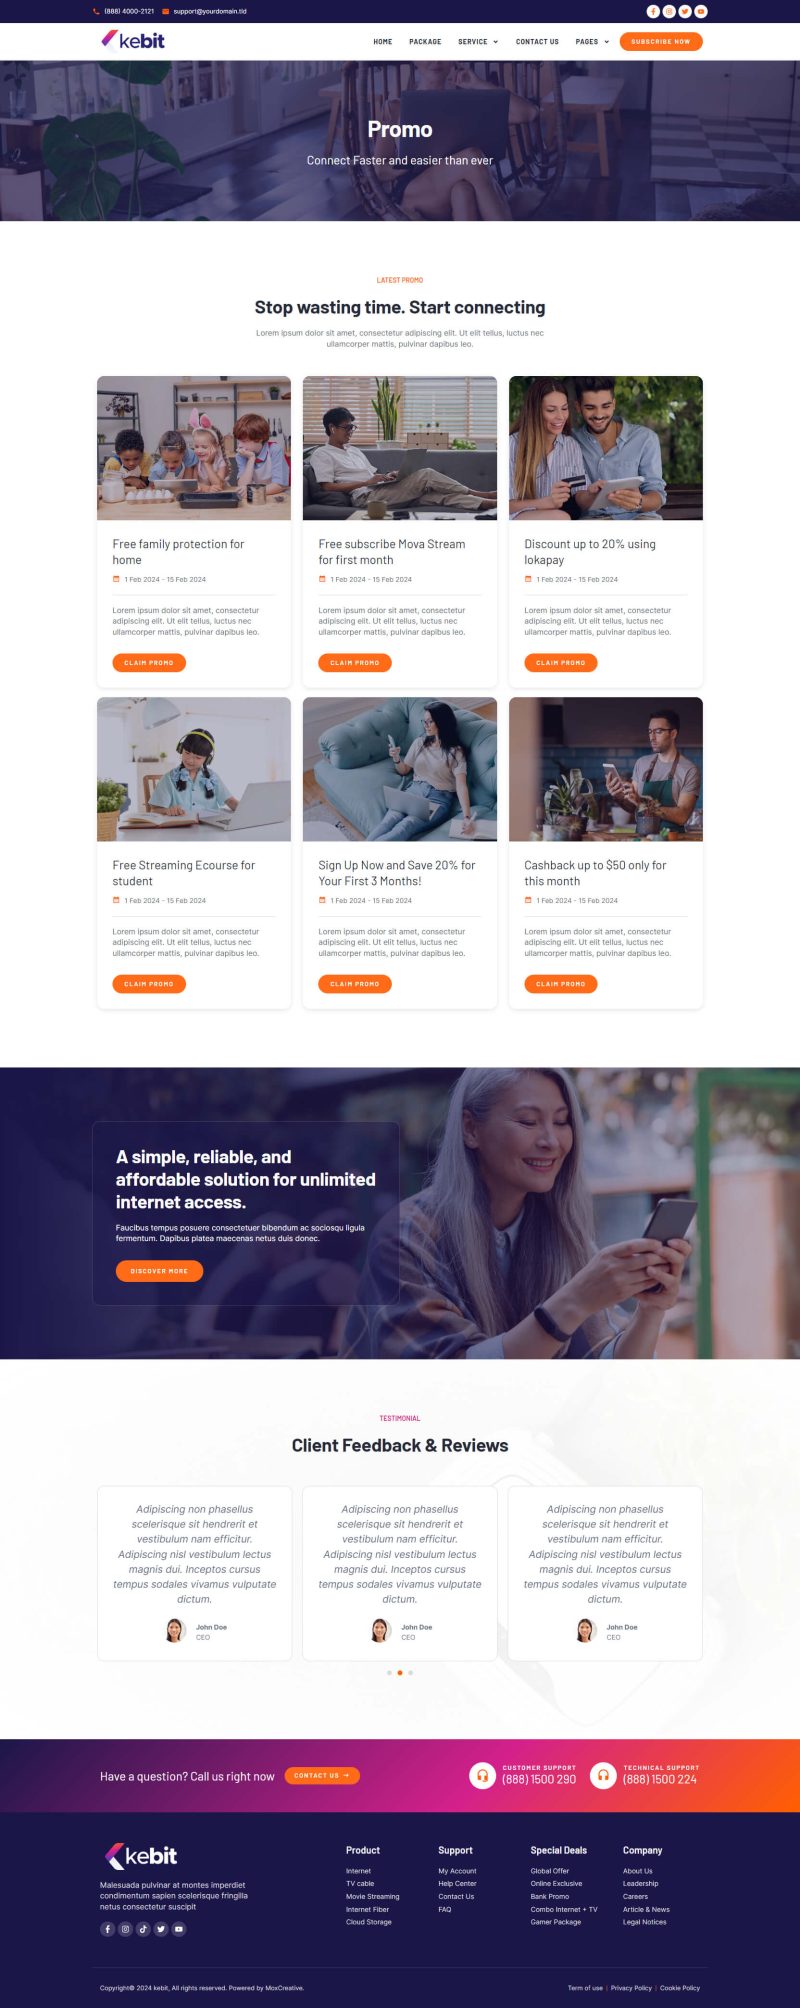 (888) 4000-2121 support@yourdomain.tld
kebit
HOME PACKAGE SERVICE CONTACT US PAGES SUBSCRIBE NOW
Promo
Connect Faster and easier than ever
LATEST PROMO
Stop wasting time. Start connecting
Lorem ipsum dolor sit amet, consectetur adipiscing elit. Ut elit tellus, luctus nec
ullamcorper mattis, pulvinar dapibus leo.
Free family protection for
home
1 Feb 2024 - 15 Feb 2024
Lorem ipsum dolor sit amet, consectetur
adipiscing elit. Ut elit tellus, luctus nec
ullamcorper mattis, pulvinar dapibus leo.
CLAIM PROMO
Free subscribe Mova Stream
for first month
1 Feb 2024 - 15 Feb 2024
Lorem ipsum dolor sit amet, consectetur
adipiscing elit. Ut elit tellus, luctus nec
ullamcorper mattis, pulvinar dapibus leo.
CLAIM PROMO
Discount up to 20% using
lokapay
1 Feb 2024 - 15 Feb 2024
Lorem ipsum dolor sit amet, consectetur
adipiscing elit. Ut elit tellus, luctus nec
ullamcorper mattis, pulvinar dapibus leo.
CLAIM PROMO
Free Streaming Ecourse for
student
1 Feb 2024 - 15 Feb 2024
Lorem ipsum dolor sit amet, consectetur
adipiscing elit. Ut elit tellus, luctus nec
ullamcorper mattis, pulvinar dapibus leo.
CLAIM PROMO
Sign Up Now and Save 20% for
Your First 3 Months!
1 Feb 2024 - 15 Feb 2024
Lorem ipsum dolor sit amet, consectetur
adipiscing elit. Ut elit tellus, luctus nec
ullamcorper mattis, pulvinar dapibus leo.
CLAIM PROMO
Cashback up to $50 only for
this month
1 Feb 2024 - 15 Feb 2024
Lorem ipsum dolor sit amet, consectetur
adipiscing elit. Ut elit tellus, luctus nec
ullamcorper mattis, pulvinar dapibus leo.
CLAIM PROMO
A simple, reliable, and
affordable solution for unlimited
internet access.
Faucibus tempus posuere consectetuer bibendum ac sociosqu ligula
fermentum. Dapibus platea maecenas netus duis donec.
DISCOVER MORE
TESTIMONIAL
Client Feedback & Reviews
Adipiscing non phasellus
scelerisque sit hendrerit et
vestibulum nam efficitur.
Adipiscing nisl vestibulum lectus
magnis dui. Inceptos cursus
tempus sodales vivamus vulputate
dictum.
John Doe
CEO
Adipiscing non phasellus
scelerisque sit hendrerit et
vestibulum nam efficitur.
Adipiscing nisl vestibulum lectus
magnis dui. Inceptos cursus
tempus sodales vivamus vulputate
dictum.
John Doe
CEO
Adipiscing non phasellus
scelerisque sit hendrerit et
vestibulum nam efficitur.
Adipiscing nisl vestibulum lectus
magnis dui. Inceptos cursus
tempus sodales vivamus vulputate
dictum.
John Doe
CEO
Have a question? Call us right now
CONTACT US
CUSTOMER SUPPORT
(888) 1500 290
TECHNICAL SUPPORT
(888) 1500 224
kebit
Malesuada pulvinar at montes imperdiet
condimentum sapien scelerisque fringilla
netus consectetur suscipit
Product
Internet
TV cable
Movie Streaming
Internet Fiber
Cloud Storage
Support
My Account
Help Center
Contact Us
FAQ
Special Deals
Global Offer
Online Exclusive
Bank Promo
Combo Internet + TV
Gamer Package
Company
About Us
Leadership
Careers
Article & News
Legal Notices
Copyright© 2024 kebit, All rights reserved. Powered by MoxCreative.
Term of use | Privacy Policy | Cookie Policy